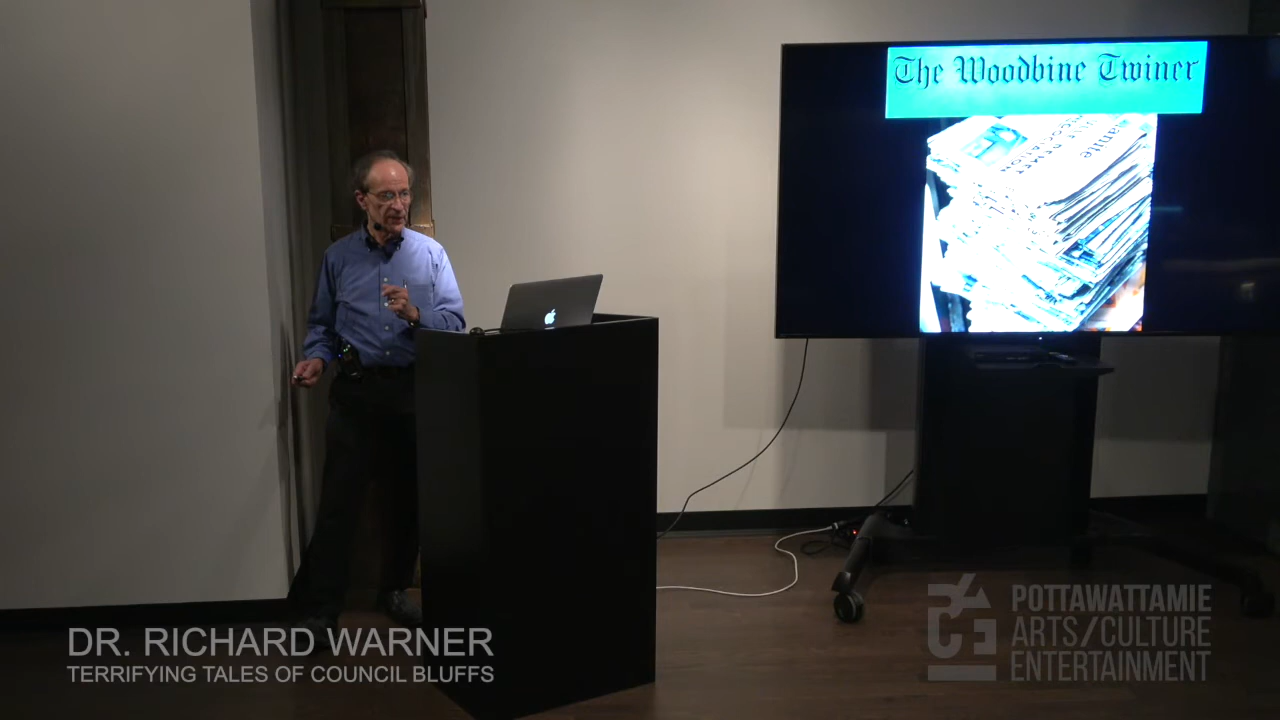 The Woodbine Twiner
DR. RICHARD WARNER
TERRIFYING TALES OF COUNCIL BLUFFS
POTTAWATTAMIE
ARTS/CULTURE
ENTERTAINMENT